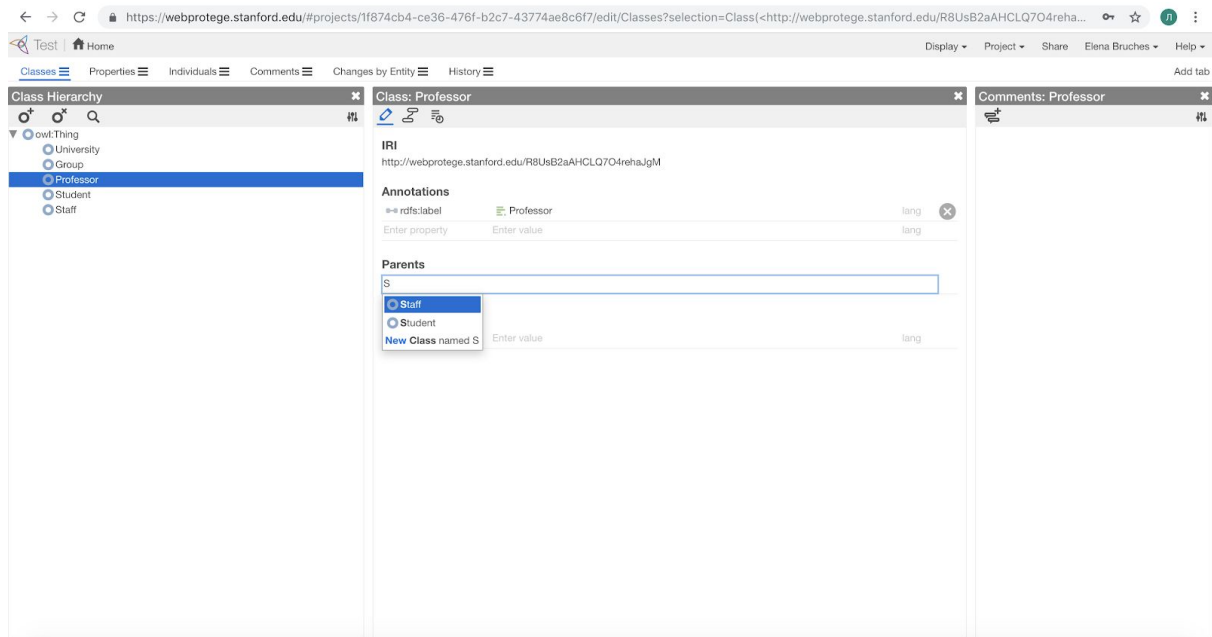 https://webprotege.stanford.edu/#projects/1f874cb4-ce36-476f-b2c7-43774ae8c6f7/edit/Classes?selection=Class(<http://webprotege.stanford.edu/R8UsB2aAHCLQ7O4reha...
Л
Test Home Display Project Share Elena Bruches Help
Classes Properties Individuals Comments Changes by Entity History Add tab
Class Hierarchy
owl:Thing
University
Group
Professor
Student
Staff
Class: Professor
IRI
http://webprotege.stanford.edu/R8UsB2aAHCLQ7O4rehaJgM
Annotations
rdfs:label Professor lang
Enter property Enter value lang
Parents
S
Staff
Student
New Class named S
Enter value lang
Comments: Professor